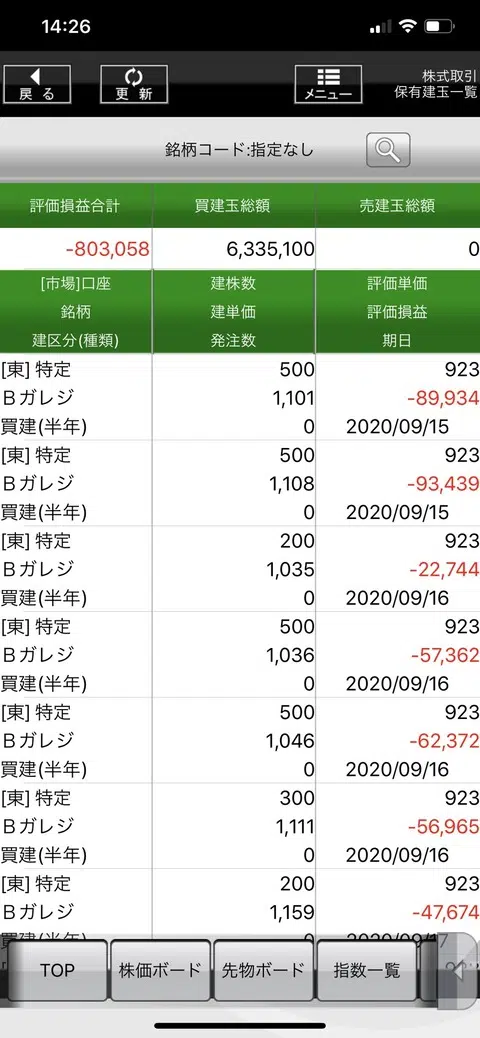 14:26
戻る
更新
メニュー
株式取引
保有建玉一覧
銘柄コード:指定なし
評価損益合計 買建玉総額 売建玉総額
-803,058 6,335,100 0
[市場]口座 建株数 評価単価
銘柄 建単価 評価損益
建区分(種類) 発注数 期日
[東] 特定 500 923
Ｂガレジ 1,101 -89,934
買建(半年) 0 2020/09/15
[東] 特定 500 923
Ｂガレジ 1,108 -93,439
買建(半年) 0 2020/09/15
[東] 特定 200 923
Ｂガレジ 1,035 -22,744
買建(半年) 0 2020/09/16
[東] 特定 500 923
Ｂガレジ 1,036 -57,362
買建(半年) 0 2020/09/16
[東] 特定 500 923
Ｂガレジ 1,046 -62,372
買建(半年) 0 2020/09/16
[東] 特定 300 923
Ｂガレジ 1,111 -56,965
買建(半年) 0 2020/09/16
[東] 特定 200 923
Ｂガレジ 1,159 -47,674
買建(半年) 0 2020/09/17
TOP 株価ボード 先物ボード 指数一覧